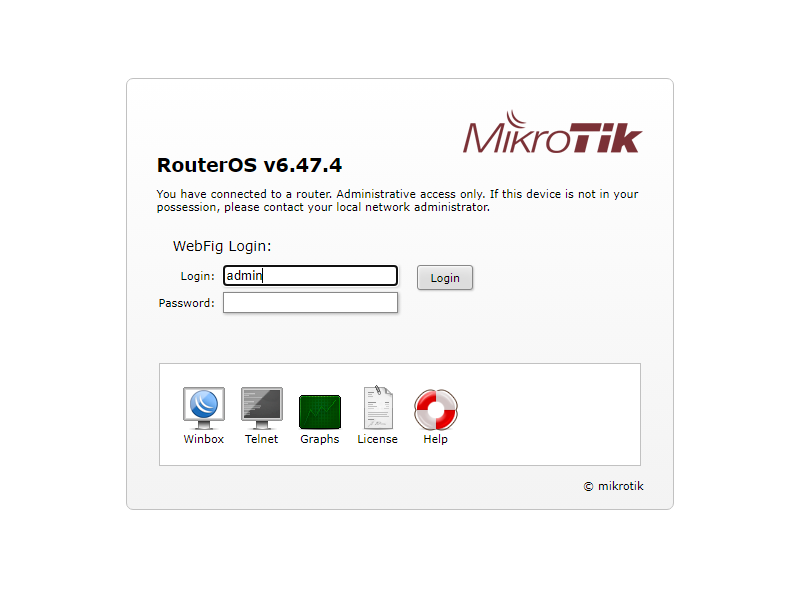 MikroTik
RouterOS v6.47.4
You have connected to a router. Administrative access only. If this device is not in your
possession, please contact your local network administrator.
WebFig Login:
Login: admin Login
Password:
Winbox Telnet Graphs License Help
© mikrotik